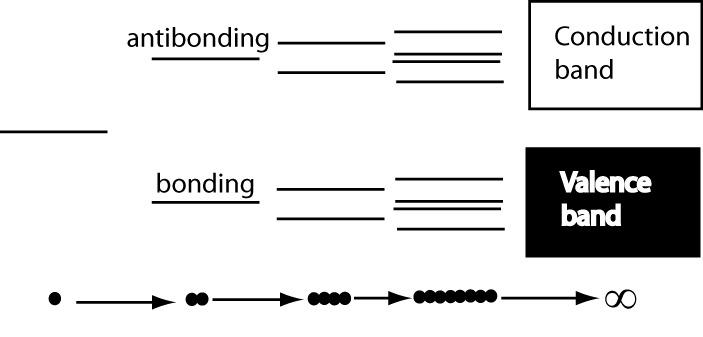 antibonding
Conduction
band
bonding
Valence
band
∞